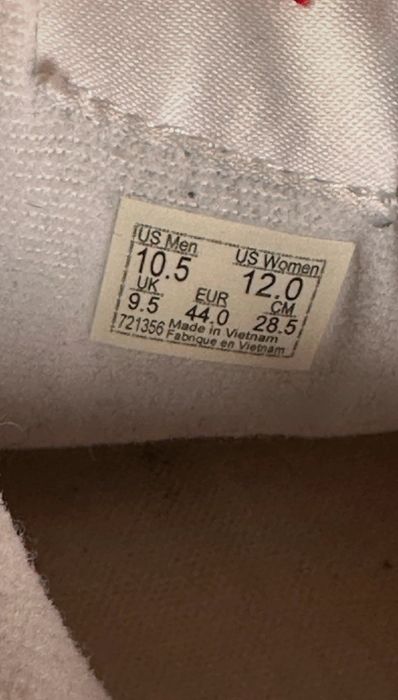 US Men US Women
10.5 12.0
UK EUR CM
9.5 44.0 28.5
721356 Made in Vietnam
Fabrique en Vietnam